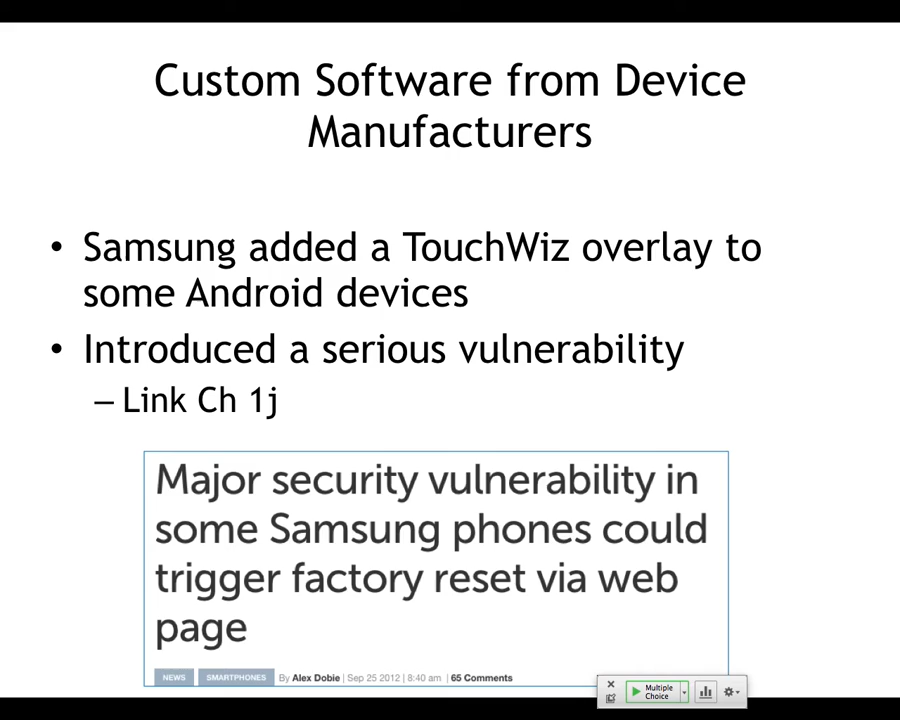 Custom Software from Device
Manufacturers
• Samsung added a TouchWiz overlay to
some Android devices
• Introduced a serious vulnerability
– Link Ch 1j
Major security vulnerability in
some Samsung phones could
trigger factory reset via web
page
NEWS SMARTPHONES By Alex Dobie | Sep 25 2012 | 8:40 am | 65 Comments
Multiple
Choice